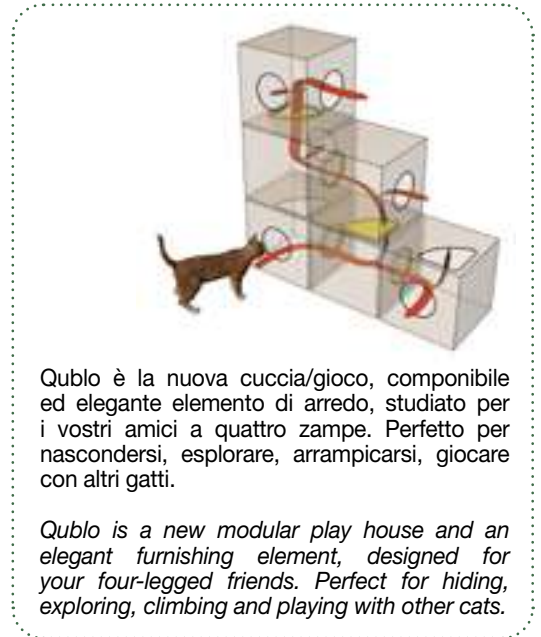 Qublo è la nuova cuccia/gioco, componibile
ed elegante elemento di arredo, studiato per
i vostri amici a quattro zampe. Perfetto per
nascondersi, esplorare, arrampicarsi, giocare
con altri gatti.
Qublo is a new modular play house and an
elegant furnishing element, designed for
your four-legged friends. Perfect for hiding,
exploring, climbing and playing with other cats.